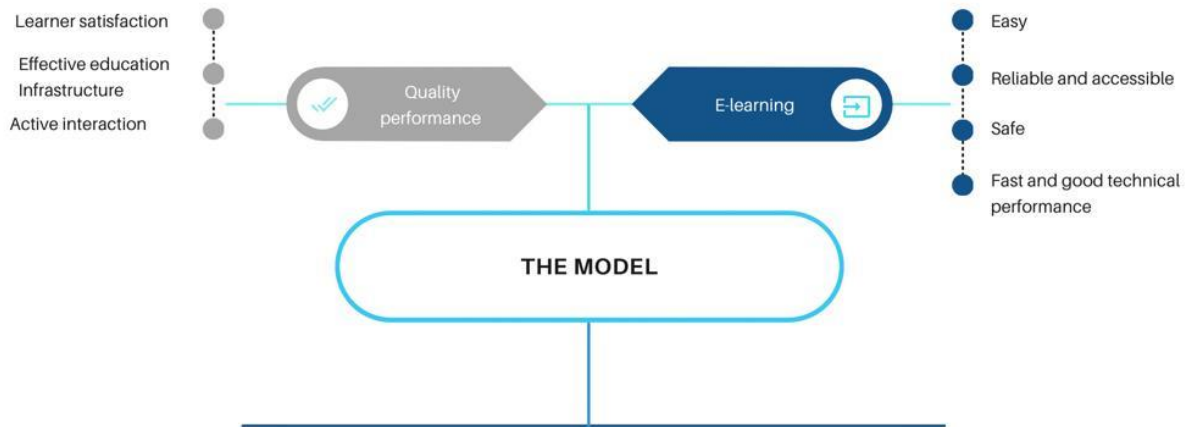 Learner satisfaction
Effective education
Infrastructure
Active interaction
Quality
performance
E-learning
Easy
Reliable and accessible
Safe
Fast and good technical
performance
THE MODEL